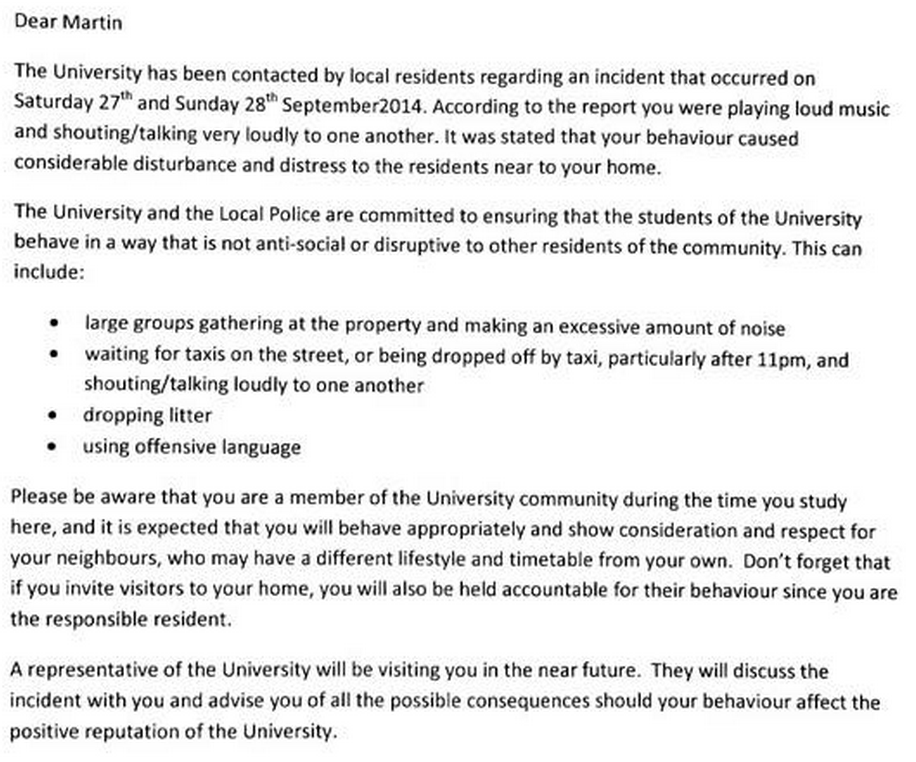 Dear Martin
The University has been contacted by local residents regarding an incident that occurred on
Saturday 27th and Sunday 28th September2014. According to the report you were playing loud music
and shouting/talking very loudly to one another. It was stated that your behaviour caused
considerable disturbance and distress to the residents near to your home.
The University and the Local Police are committed to ensuring that the students of the University
behave in a way that is not anti-social or disruptive to other residents of the community. This can
include:
• large groups gathering at the property and making an excessive amount of noise
• waiting for taxis on the street, or being dropped off by taxi, particularly after 11pm, and
shouting/talking loudly to one another
• dropping litter
• using offensive language
Please be aware that you are a member of the University community during the time you study
here, and it is expected that you will behave appropriately and show consideration and respect for
your neighbours, who may have a different lifestyle and timetable from your own. Don't forget that
if you invite visitors to your home, you will also be held accountable for their behaviour since you are
the responsible resident.
A representative of the University will be visiting you in the near future. They will discuss the
incident with you and advise you of all the possible consequences should your behaviour affect the
positive reputation of the University.